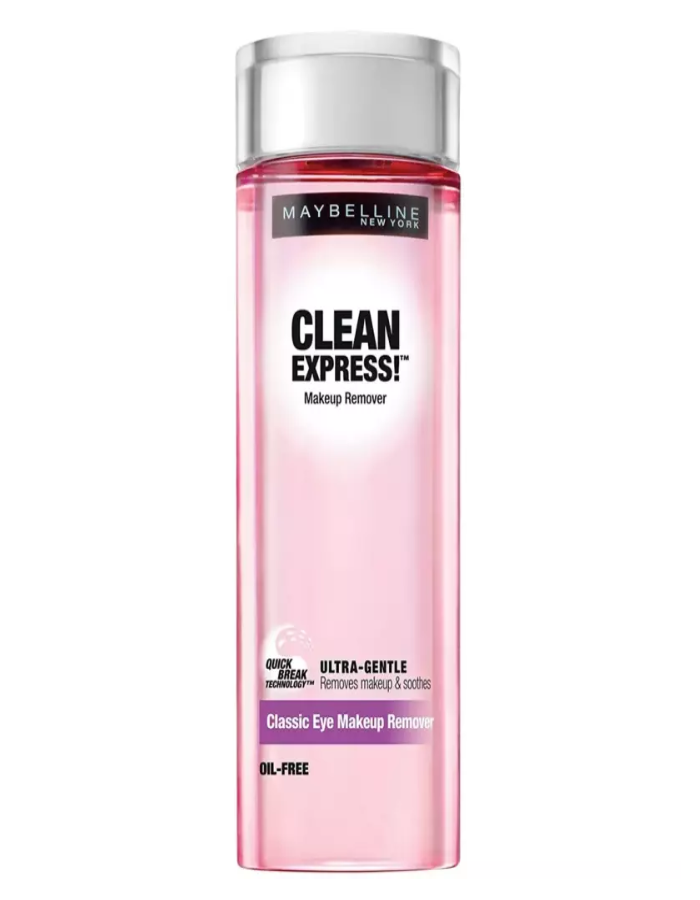 MAYBELLINE
NEW YORK
CLEAN
EXPRESS!™
Makeup Remover
QUICK
BREAK
TECHNOLOGY™
ULTRA-GENTLE
Removes makeup & soothes
Classic Eye Makeup Remover
OIL-FREE